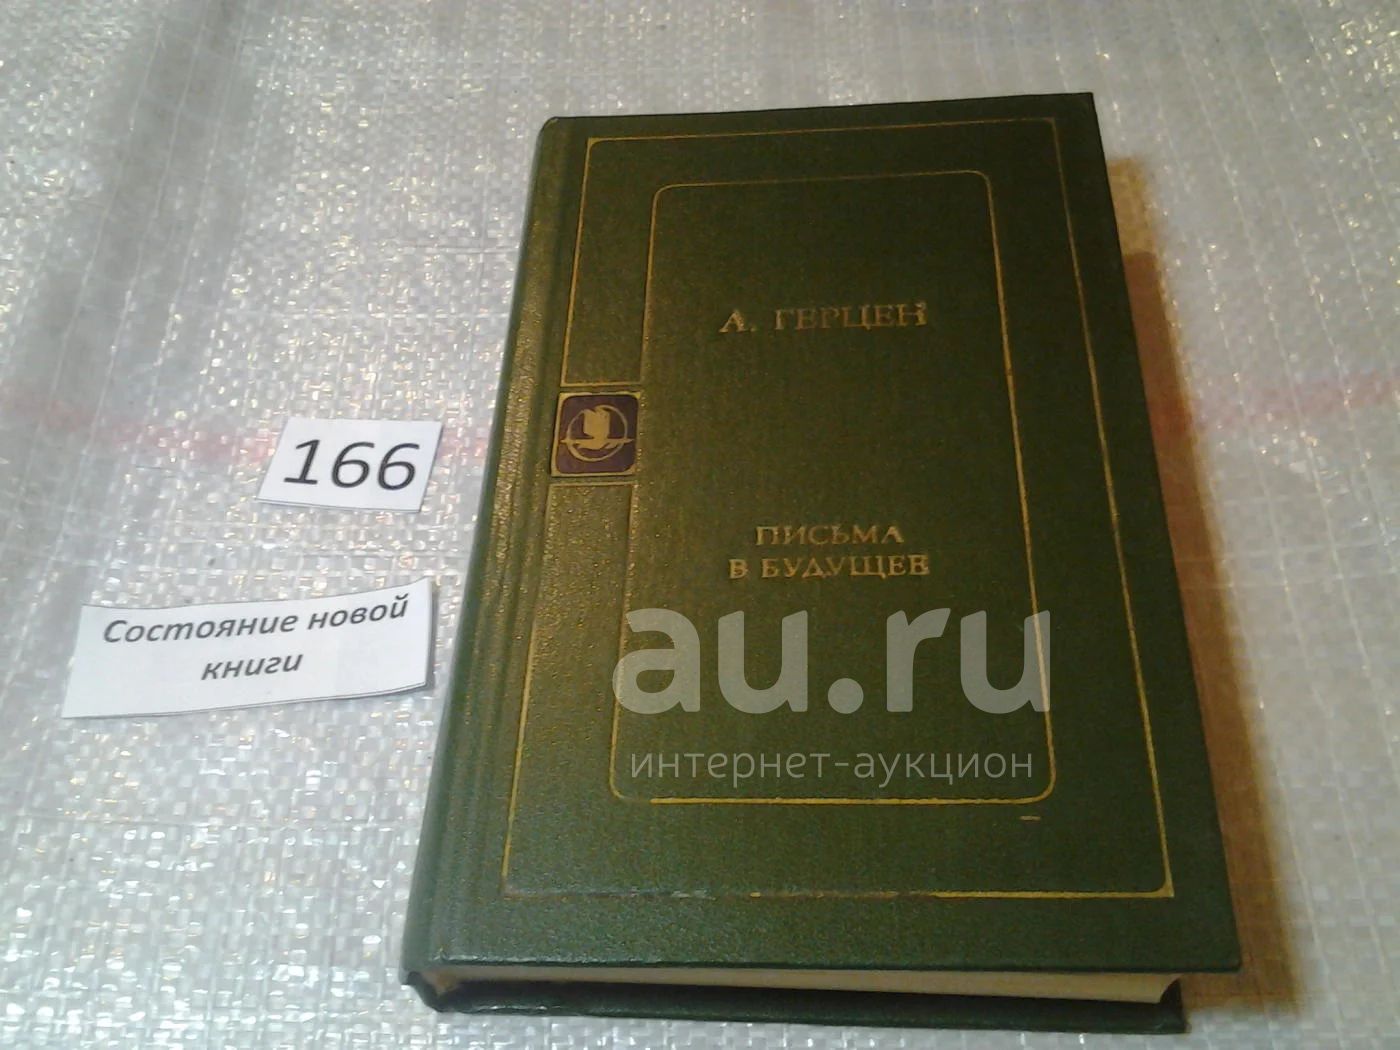 А. ГЕРЦЕН
166
ПИСЬМА
В БУДУЩЕЕ
Состояние новой
книги
au.ru
интернет-аукцион